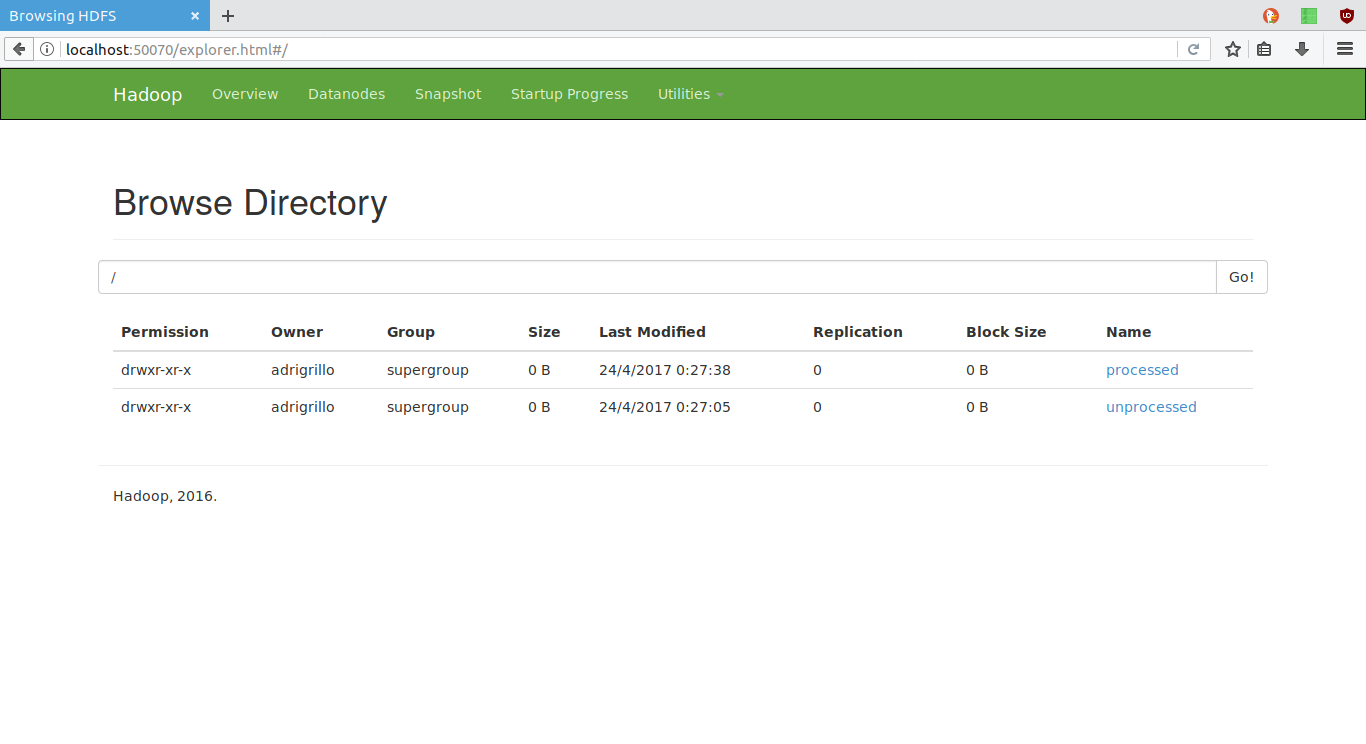 Browsing HDFS
localhost:50070/explorer.html#/
Hadoop Overview Datanodes Snapshot Startup Progress Utilities
Browse Directory
/ Go!
Permission Owner Group Size Last Modified Replication Block Size Name
drwxr-xr-x adrigrillo supergroup 0 B 24/4/2017 0:27:38 0 0 B processed
drwxr-xr-x adrigrillo supergroup 0 B 24/4/2017 0:27:05 0 0 B unprocessed
Hadoop, 2016.